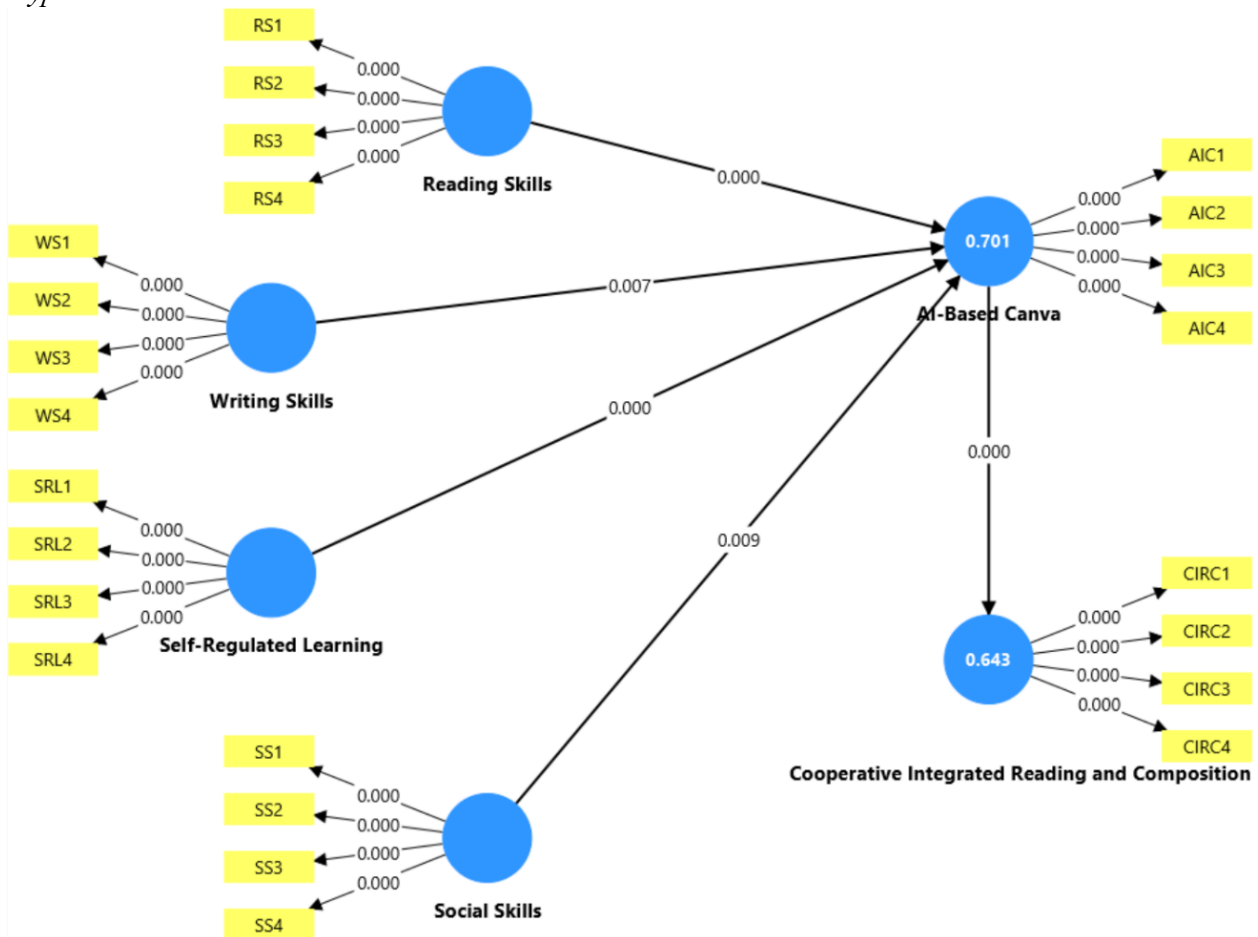 RS1
0.000
RS2
0.000
RS3
0.000
RS4
0.000
Reading Skills
0.000
WS1
0.000
WS2
0.000
WS3
0.000
WS4
0.000
Writing Skills
0.007
SRL1
0.000
SRL2
0.000
SRL3
0.000
SRL4
0.000
Self-Regulated Learning
0.000
SS1
0.000
SS2
0.000
SS3
0.000
SS4
0.000
Social Skills
0.009
0.701
AI-Based Canva
AIC1
0.000
AIC2
0.000
AIC3
0.000
AIC4
0.000
0.000
0.643
Cooperative Integrated Reading and Composition
CIRC1
0.000
CIRC2
0.000
CIRC3
0.000
CIRC4
0.000